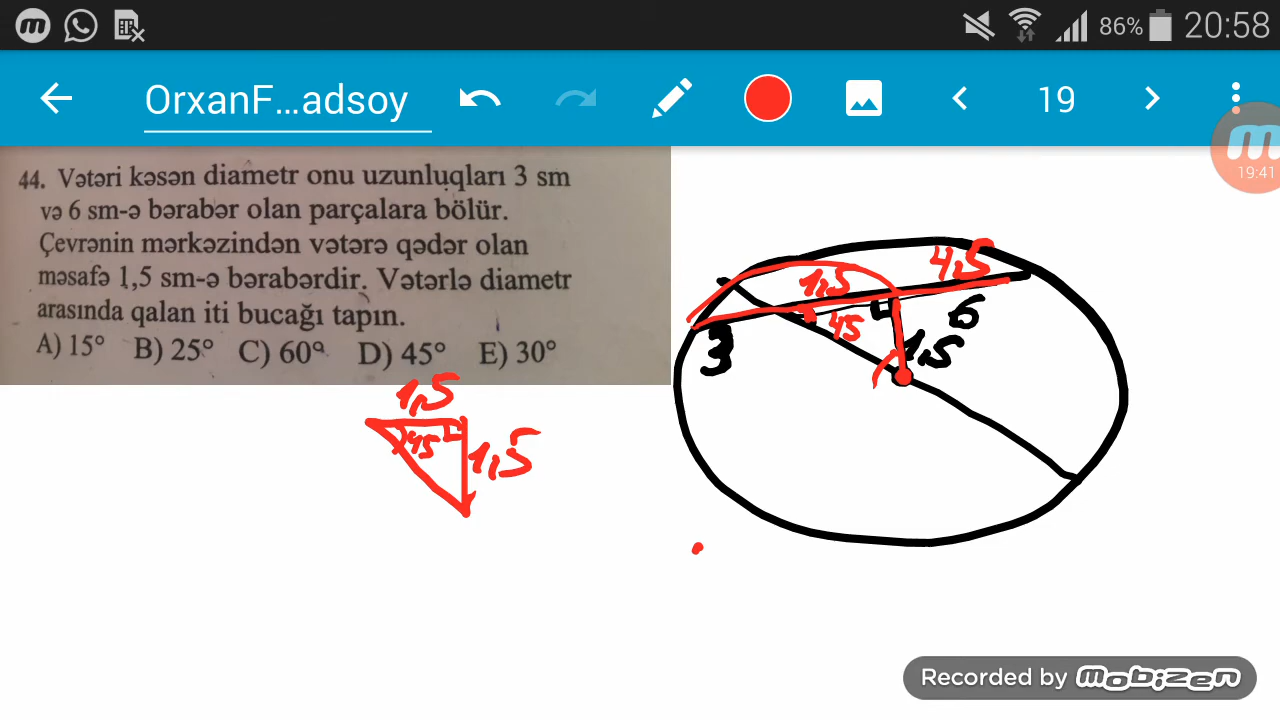 86% 20:58
OrxanF...adsoy 19
19:41
44. Vətəri kəsən diametr onu uzunluqları 3 sm
və 6 sm-ə bərabər olan parçalara bölür.
Çevrənin mərkəzindən vətərə qədər olan
məsafə 1,5 sm-ə bərabərdir. Vətərlə diametr
arasında qalan iti bucağı tapın.
A) 15° B) 25° C) 60° D) 45° E) 30°
1,5 4,5
3 45 6
1,5
1,5
45 1,5
Recorded by mobizen